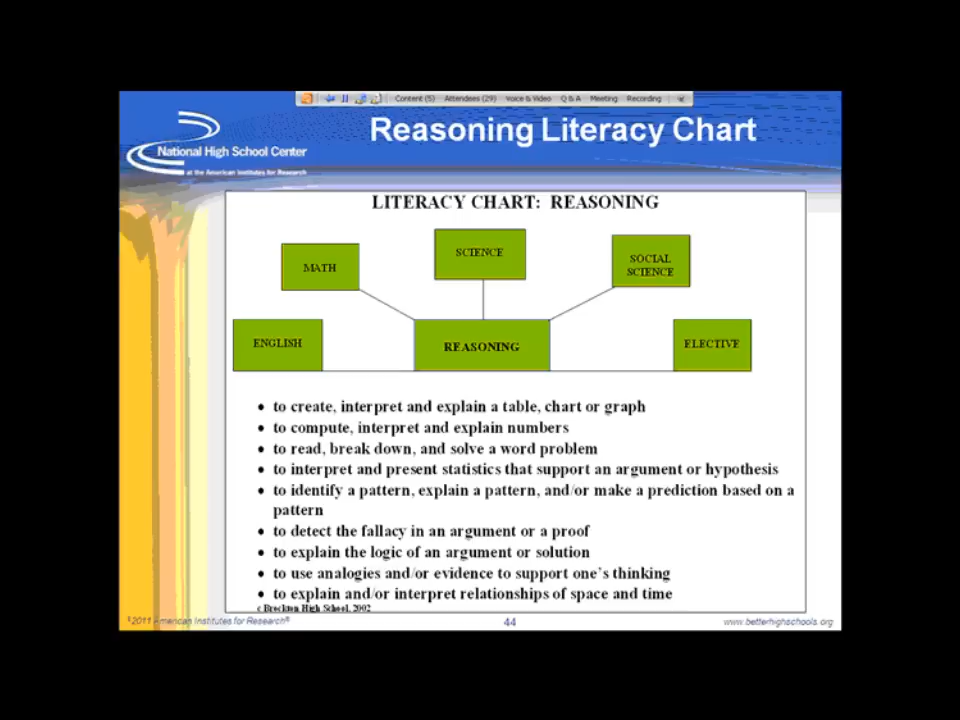 Content (5) Attendees (29) Voice & Video Q & A Meeting Recording
Reasoning Literacy Chart
National High School Center
at the American Institutes for Research
LITERACY CHART: REASONING
MATH
SCIENCE
SOCIAL
SCIENCE
ENGLISH
REASONING
ELECTIVE
• to create, interpret and explain a table, chart or graph
• to compute, interpret and explain numbers
• to read, break down, and solve a word problem
• to interpret and present statistics that support an argument or hypothesis
• to identify a pattern, explain a pattern, and/or make a prediction based on a
pattern
• to detect the fallacy in an argument or a proof
• to explain the logic of an argument or solution
• to use analogies and/or evidence to support one's thinking
• to explain and/or interpret relationships of space and time
c Brockton High School, 2002
2011 American Institutes for Research®
44
www.betterhighschools.org